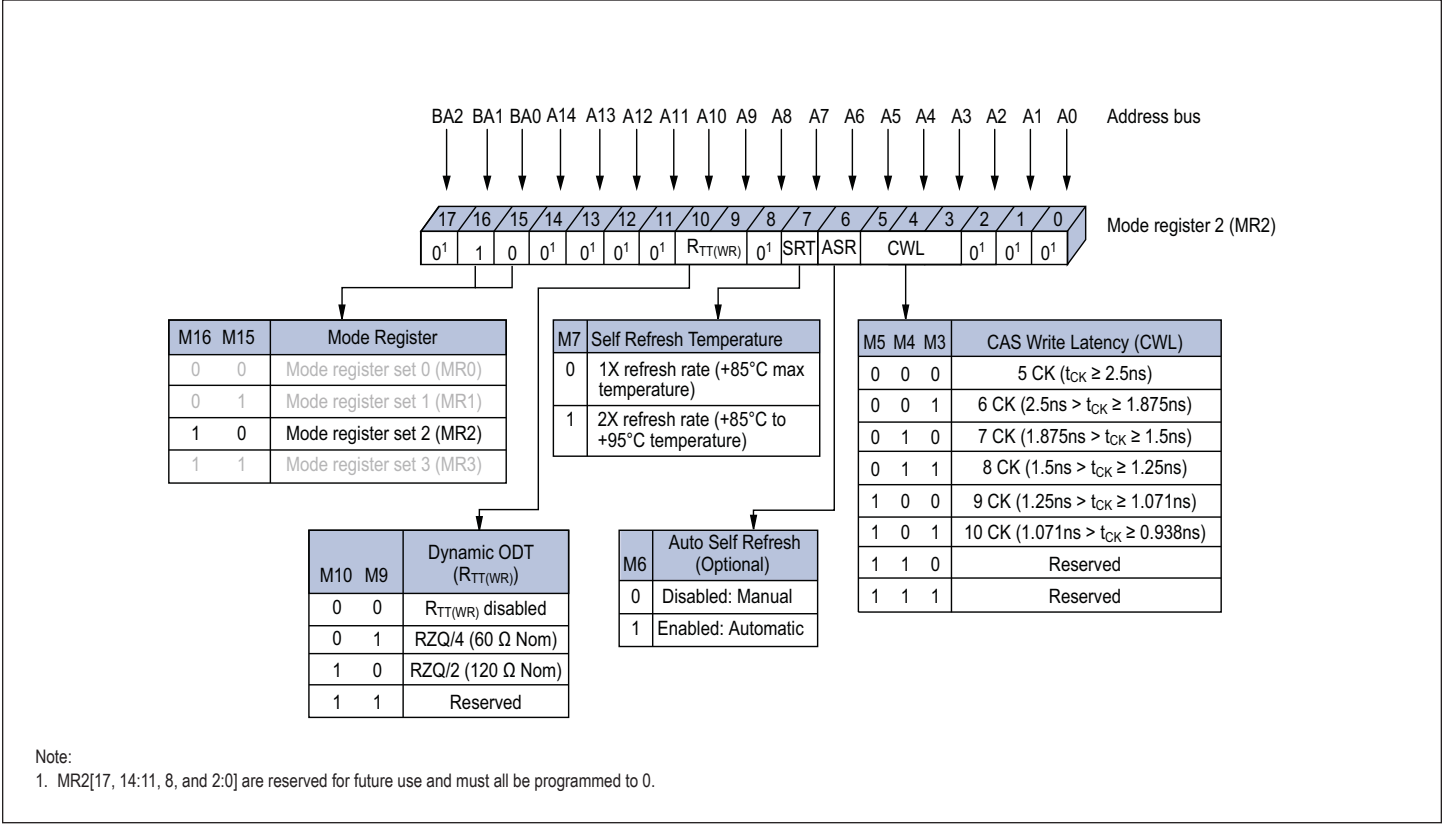 BA2 BA1 BA0 A14 A13 A12 A11 A10 A9 A8 A7 A6 A5 A4 A3 A2 A1 A0 Address bus
17 16 15 14 13 12 11 10 9 8 7 6 5 4 3 2 1 0
Mode register 2 (MR2)
0¹ 1 0 0¹ 0¹ 0¹ 0¹ RTT(WR) 0¹ SRT ASR CWL 0¹ 0¹ 0¹
M16 M15 Mode Register
0 0 Mode register set 0 (MR0)
0 1 Mode register set 1 (MR1)
1 0 Mode register set 2 (MR2)
1 1 Mode register set 3 (MR3)
M7 Self Refresh Temperature
0 1X refresh rate (+85°C max
temperature)
1 2X refresh rate (+85°C to
+95°C temperature)
M5 M4 M3 CAS Write Latency (CWL)
0 0 0 5 CK (tCK ≥ 2.5ns)
0 0 1 6 CK (2.5ns > tCK ≥ 1.875ns)
0 1 0 7 CK (1.875ns > tCK ≥ 1.5ns)
0 1 1 8 CK (1.5ns > tCK ≥ 1.25ns)
1 0 0 9 CK (1.25ns > tCK ≥ 1.071ns)
1 0 1 10 CK (1.071ns > tCK ≥ 0.938ns)
1 1 0 Reserved
1 1 1 Reserved
Dynamic ODT
M10 M9 (RTT(WR))
0 0 RTT(WR) disabled
0 1 RZQ/4 (60 Ω Nom)
1 0 RZQ/2 (120 Ω Nom)
1 1 Reserved
Auto Self Refresh
M6 (Optional)
0 Disabled: Manual
1 Enabled: Automatic
Note:
1. MR2[17, 14:11, 8, and 2:0] are reserved for future use and must all be programmed to 0.